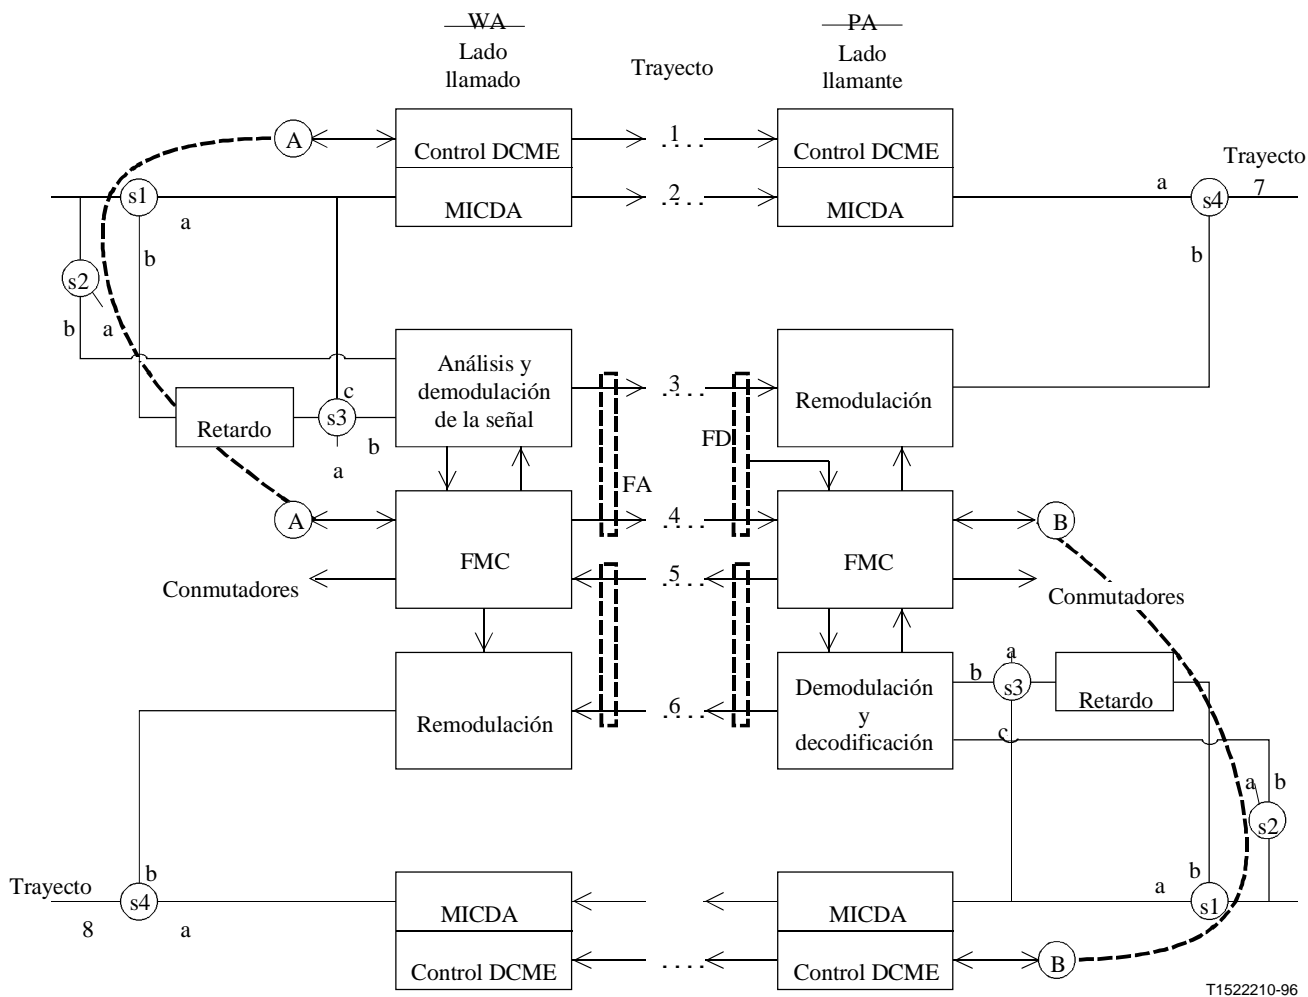 WA
Lado
llamado
Trayecto
PA
Lado
llamante
A
Control DCME
1
Control DCME
Trayecto
s1
a
MICDA
2
MICDA
a
s4
7
b
b
s2
b
a
Análisis y
demodulación
de la señal
3
Remodulación
c
Retardo
s3
b
a
FD
FA
A
FMC
4
FMC
B
Conmutadores
5
Conmutadores
Remodulación
6
Demodulación
y
decodificación
b
a
s3
Retardo
c
a
b
s2
Trayecto
b
s4
8
a
MICDA
MICDA
a
b
s1
Control DCME
Control DCME
B
T1522210-96